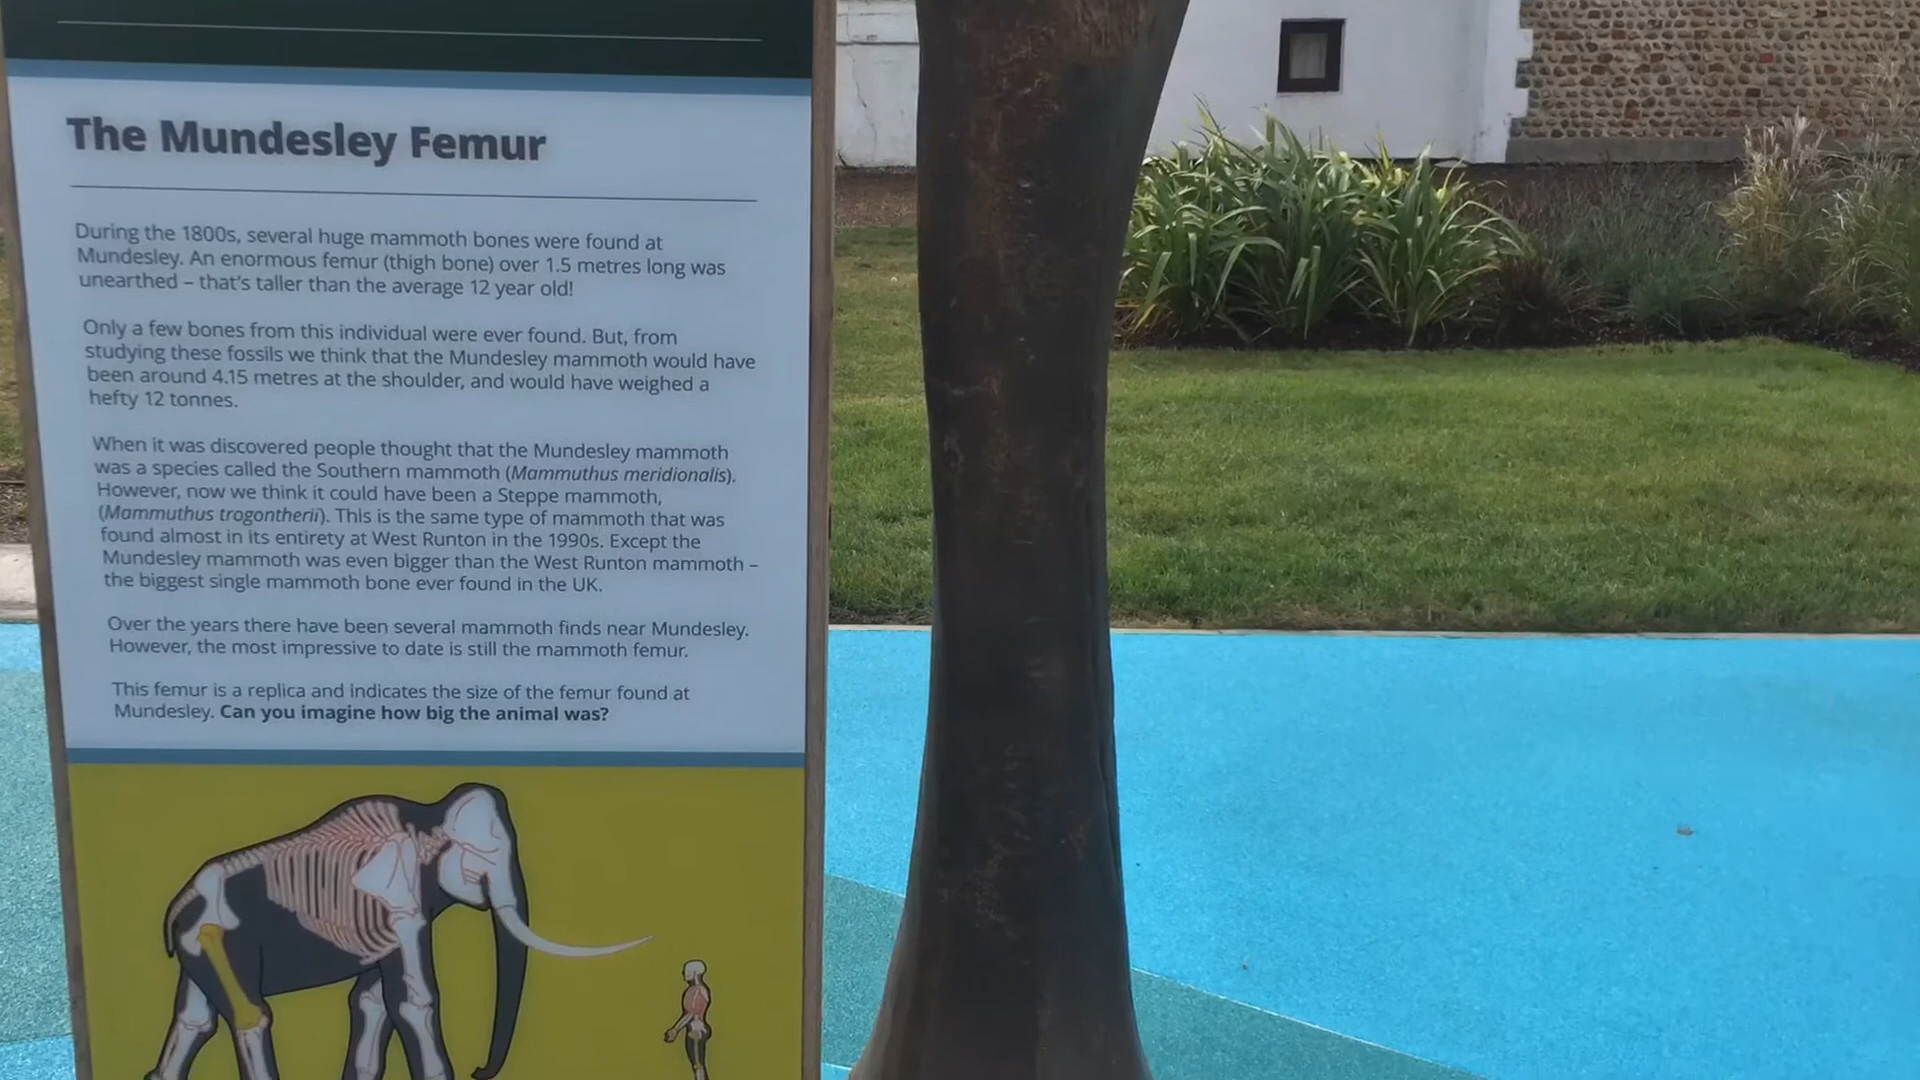 The Mundesley Femur
During the 1800s, several huge mammoth bones were found at
Mundesley. An enormous femur (thigh bone) over 1.5 metres long was
unearthed – that's taller than the average 12 year old!
Only a few bones from this individual were ever found. But, from
studying these fossils we think that the Mundesley mammoth would have
been around 4.15 metres at the shoulder, and would have weighed a
hefty 12 tonnes.
When it was discovered people thought that the Mundesley mammoth
was a species called the Southern mammoth (Mammuthus meridionalis).
However, now we think it could have been a Steppe mammoth,
(Mammuthus trogontherii). This is the same type of mammoth that was
found almost in its entirety at West Runton in the 1990s. Except the
Mundesley mammoth was even bigger than the West Runton mammoth –
the biggest single mammoth bone ever found in the UK.
Over the years there have been several mammoth finds near Mundesley.
However, the most impressive to date is still the mammoth femur.
This femur is a replica and indicates the size of the femur found at
Mundesley. Can you imagine how big the animal was?